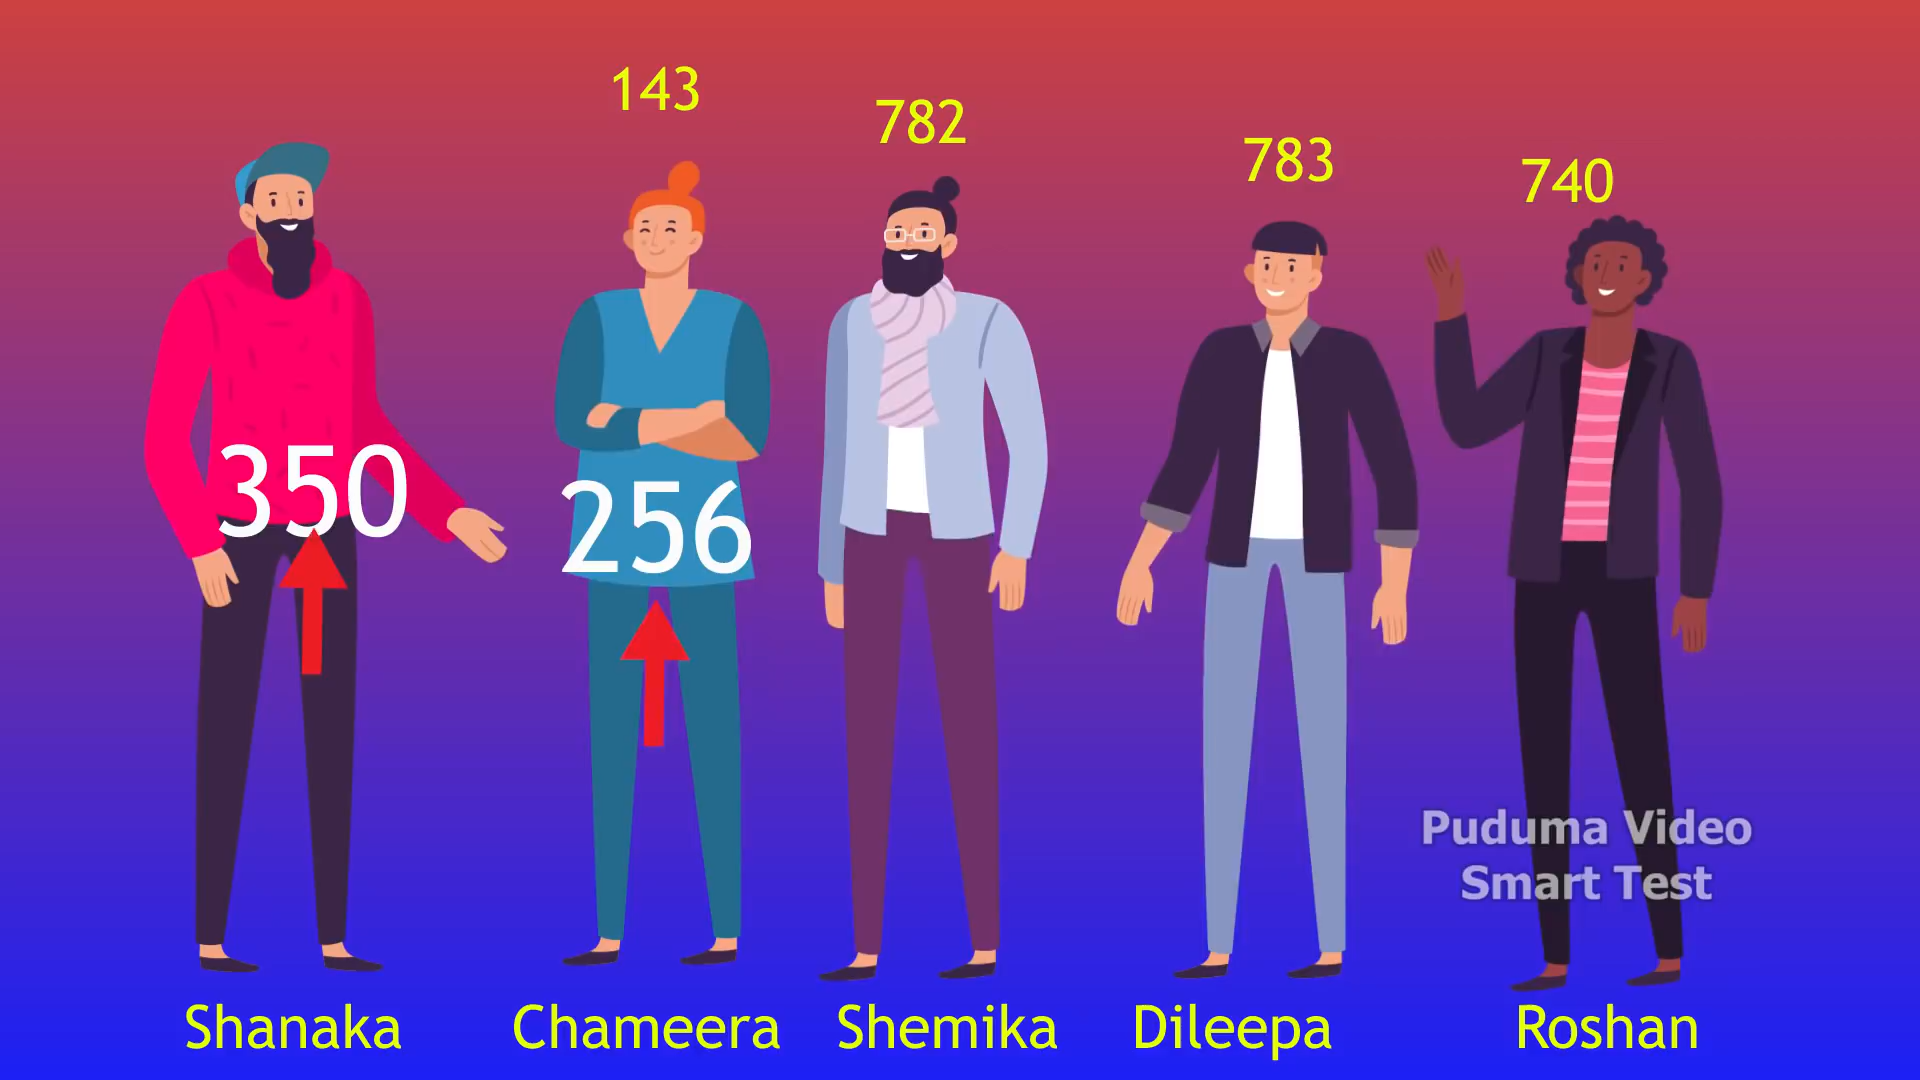 143
782
783
740
350
256
Puduma Video
Smart Test
Shanaka
Chameera
Shemika
Dileepa
Roshan